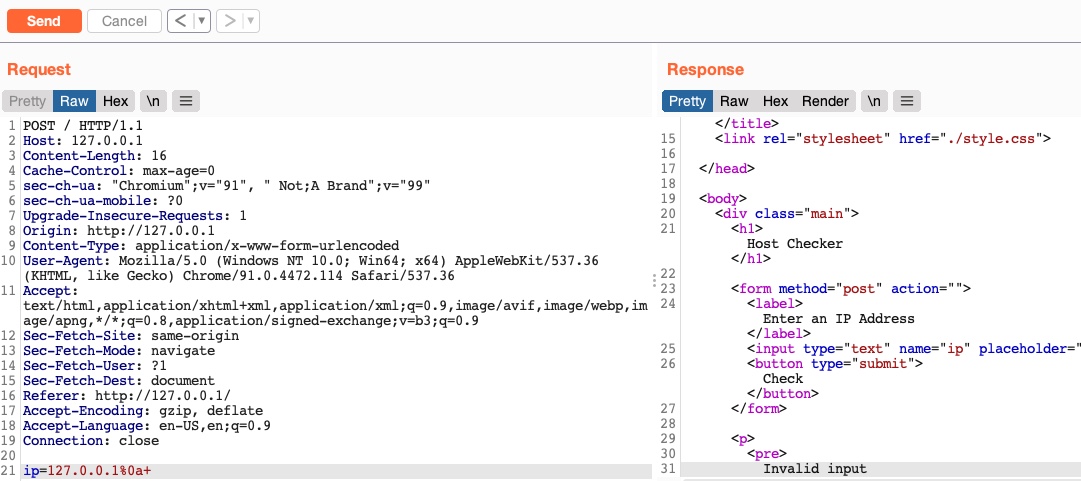 Send Cancel < ▼ > ▼
Request
Pretty Raw Hex \n ≡
1 POST / HTTP/1.1
2 Host: 127.0.0.1
3 Content-Length: 16
4 Cache-Control: max-age=0
5 sec-ch-ua: "Chromium";v="91", " Not;A Brand";v="99"
6 sec-ch-ua-mobile: ?0
7 Upgrade-Insecure-Requests: 1
8 Origin: http://127.0.0.1
9 Content-Type: application/x-www-form-urlencoded
10 User-Agent: Mozilla/5.0 (Windows NT 10.0; Win64; x64) AppleWebKit/537.36
(KHTML, like Gecko) Chrome/91.0.4472.114 Safari/537.36
11 Accept:
text/html,application/xhtml+xml,application/xml;q=0.9,image/avif,image/webp,im
age/apng,*/*;q=0.8,application/signed-exchange;v=b3;q=0.9
12 Sec-Fetch-Site: same-origin
13 Sec-Fetch-Mode: navigate
14 Sec-Fetch-User: ?1
15 Sec-Fetch-Dest: document
16 Referer: http://127.0.0.1/
17 Accept-Encoding: gzip, deflate
18 Accept-Language: en-US,en;q=0.9
19 Connection: close
20
21 ip=127.0.0.1%0a+
Response
Pretty Raw Hex Render \n ≡
</title>
15 <link rel="stylesheet" href="./style.css">
16
17 </head>
18
19 <body>
20 <div class="main">
21 <h1>
Host Checker
</h1>
22
23 <form method="post" action="">
24 <label>
Enter an IP Address
</label>
25 <input type="text" name="ip" placeholder="
26 <button type="submit">
Check
</button>
27 </form>
28
29 <p>
30 <pre>
31 Invalid input